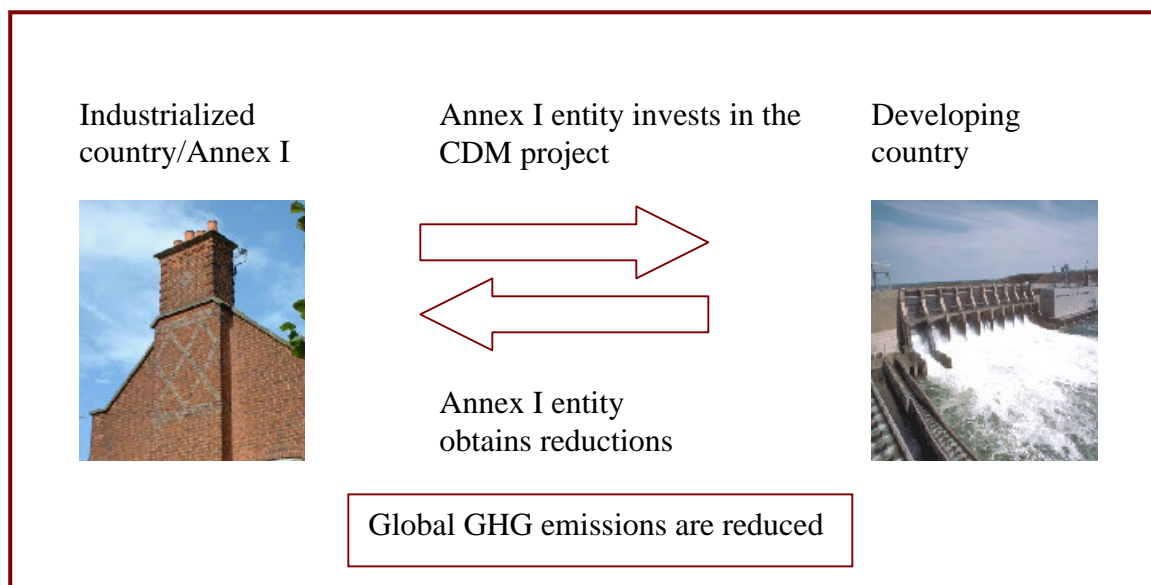 Industrialized
country/Annex I
Annex I entity invests in the
CDM project
Developing
country
Annex I entity
obtains reductions
Global GHG emissions are reduced